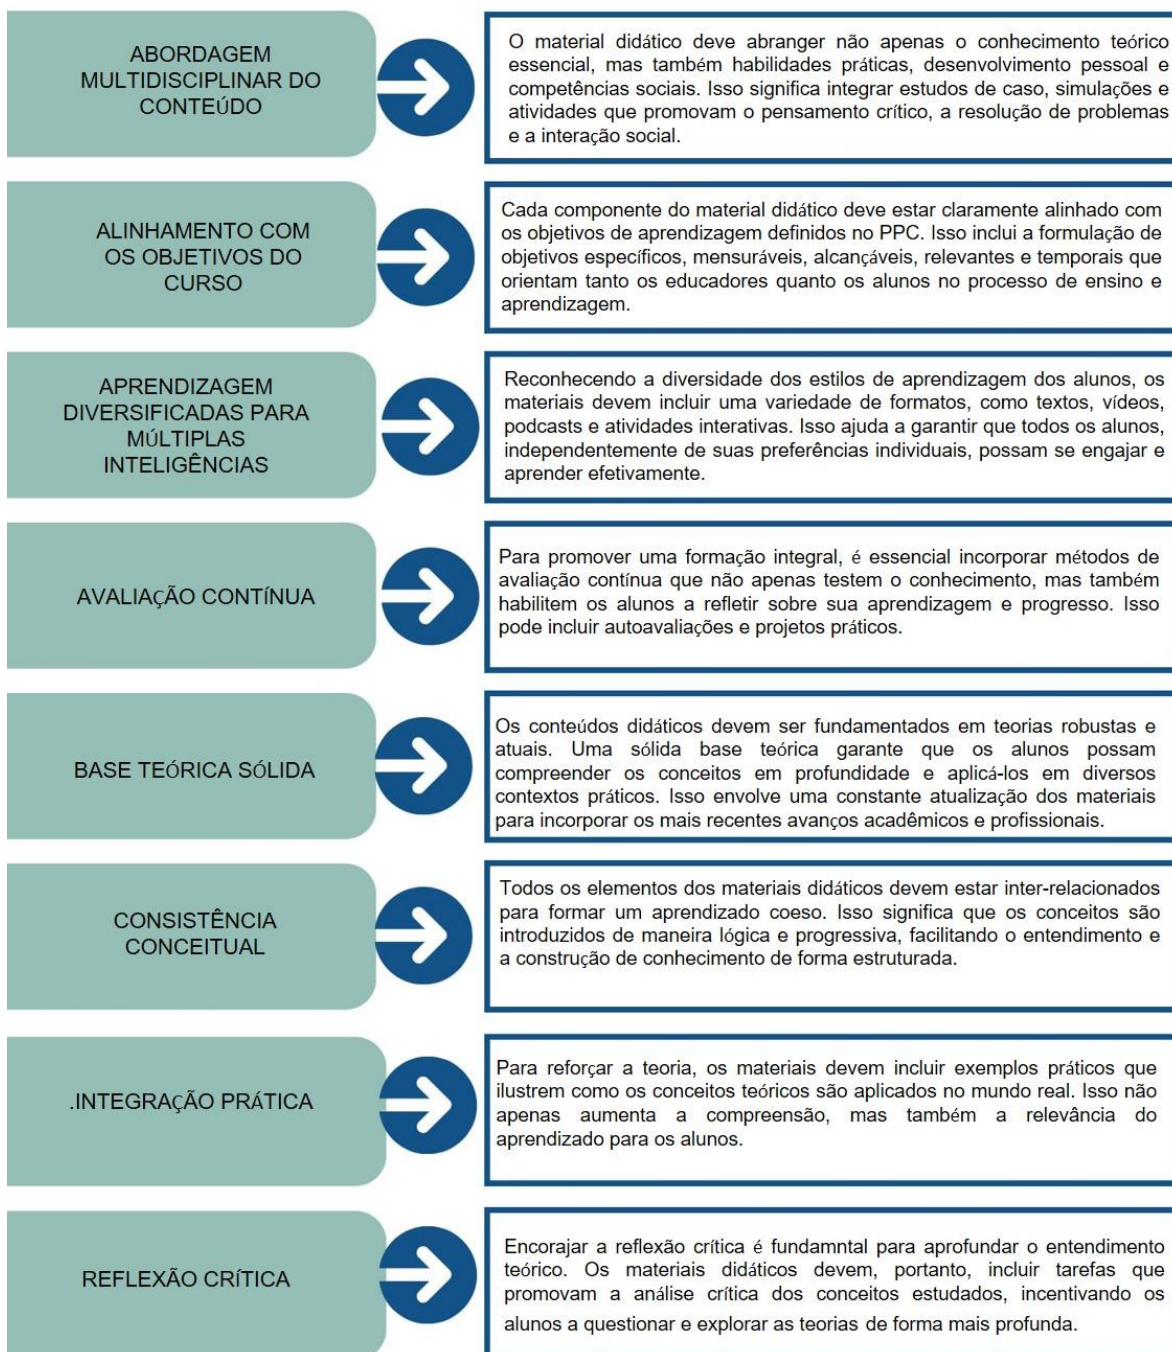 ABORDAGEM
MULTIDISCIPLINAR DO
CONTEÚDO
O material didático deve abranger não apenas o conhecimento teórico
essencial, mas também habilidades práticas, desenvolvimento pessoal e
competências sociais. Isso significa integrar estudos de caso, simulações e
atividades que promovam o pensamento crítico, a resolução de problemas
e a interação social.
ALINHAMENTO COM
OS OBJETIVOS DO
CURSO
Cada componente do material didático deve estar claramente alinhado com
os objetivos de aprendizagem definidos no PPC. Isso inclui a formulação de
objetivos específicos, mensuráveis, alcançáveis, relevantes e temporais que
orientam tanto os educadores quanto os alunos no processo de ensino e
aprendizagem.
APRENDIZAGEM
DIVERSIFICADAS PARA
MÚLTIPLAS
INTELIGÊNCIAS
Reconhecendo a diversidade dos estilos de aprendizagem dos alunos, os
materiais devem incluir uma variedade de formatos, como textos, vídeos,
podcasts e atividades interativas. Isso ajuda a garantir que todos os alunos,
independentemente de suas preferências individuais, possam se engajar e
aprender efetivamente.
AVALIAÇÃO CONTÍNUA
Para promover uma formação integral, é essencial incorporar métodos de
avaliação contínua que não apenas testem o conhecimento, mas também
habilitem os alunos a refletir sobre sua aprendizagem e progresso. Isso
pode incluir autoavaliações e projetos práticos.
BASE TEÓRICA SÓLIDA
Os conteúdos didáticos devem ser fundamentados em teorias robustas e
atuais. Uma sólida base teórica garante que os alunos possam
compreender os conceitos em profundidade e aplicá-los em diversos
contextos práticos. Isso envolve uma constante atualização dos materiais
para incorporar os mais recentes avanços acadêmicos e profissionais.
CONSISTÊNCIA
CONCEITUAL
Todos os elementos dos materiais didáticos devem estar inter-relacionados
para formar um aprendizado coeso. Isso significa que os conceitos são
introduzidos de maneira lógica e progressiva, facilitando o entendimento e
a construção de conhecimento de forma estruturada.
.INTEGRAÇÃO PRÁTICA
Para reforçar a teoria, os materiais devem incluir exemplos práticos que
ilustrem como os conceitos teóricos são aplicados no mundo real. Isso não
apenas aumenta a compreensão, mas também a relevância do
aprendizado para os alunos.
REFLEXÃO CRÍTICA
Encorajar a reflexão crítica é fundamntal para aprofundar o entendimento
teórico. Os materiais didáticos devem, portanto, incluir tarefas que
promovam a análise crítica dos conceitos estudados, incentivando os
alunos a questionar e explorar as teorias de forma mais profunda.